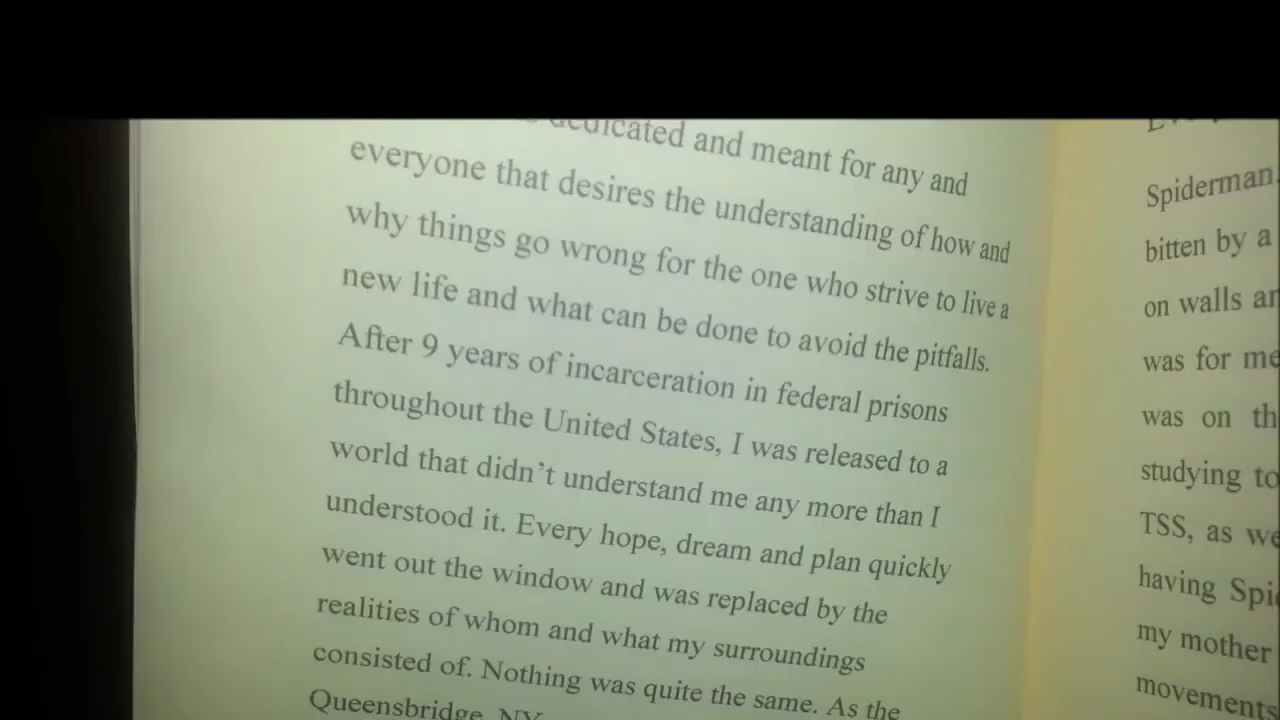 dedicated and meant for any and
everyone that desires the understanding of how and
why things go wrong for the one who strive to live a
new life and what can be done to avoid the pitfalls.
After 9 years of incarceration in federal prisons
throughout the United States, I was released to a
world that didn't understand me any more than I
understood it. Every hope, dream and plan quickly
went out the window and was replaced by the
realities of whom and what my surroundings
consisted of. Nothing was quite the same. As the
Queensbridge, NY
Spiderman
bitten by a
on walls
was for me
was on
studying to
TSS, as
having
my mother
movements